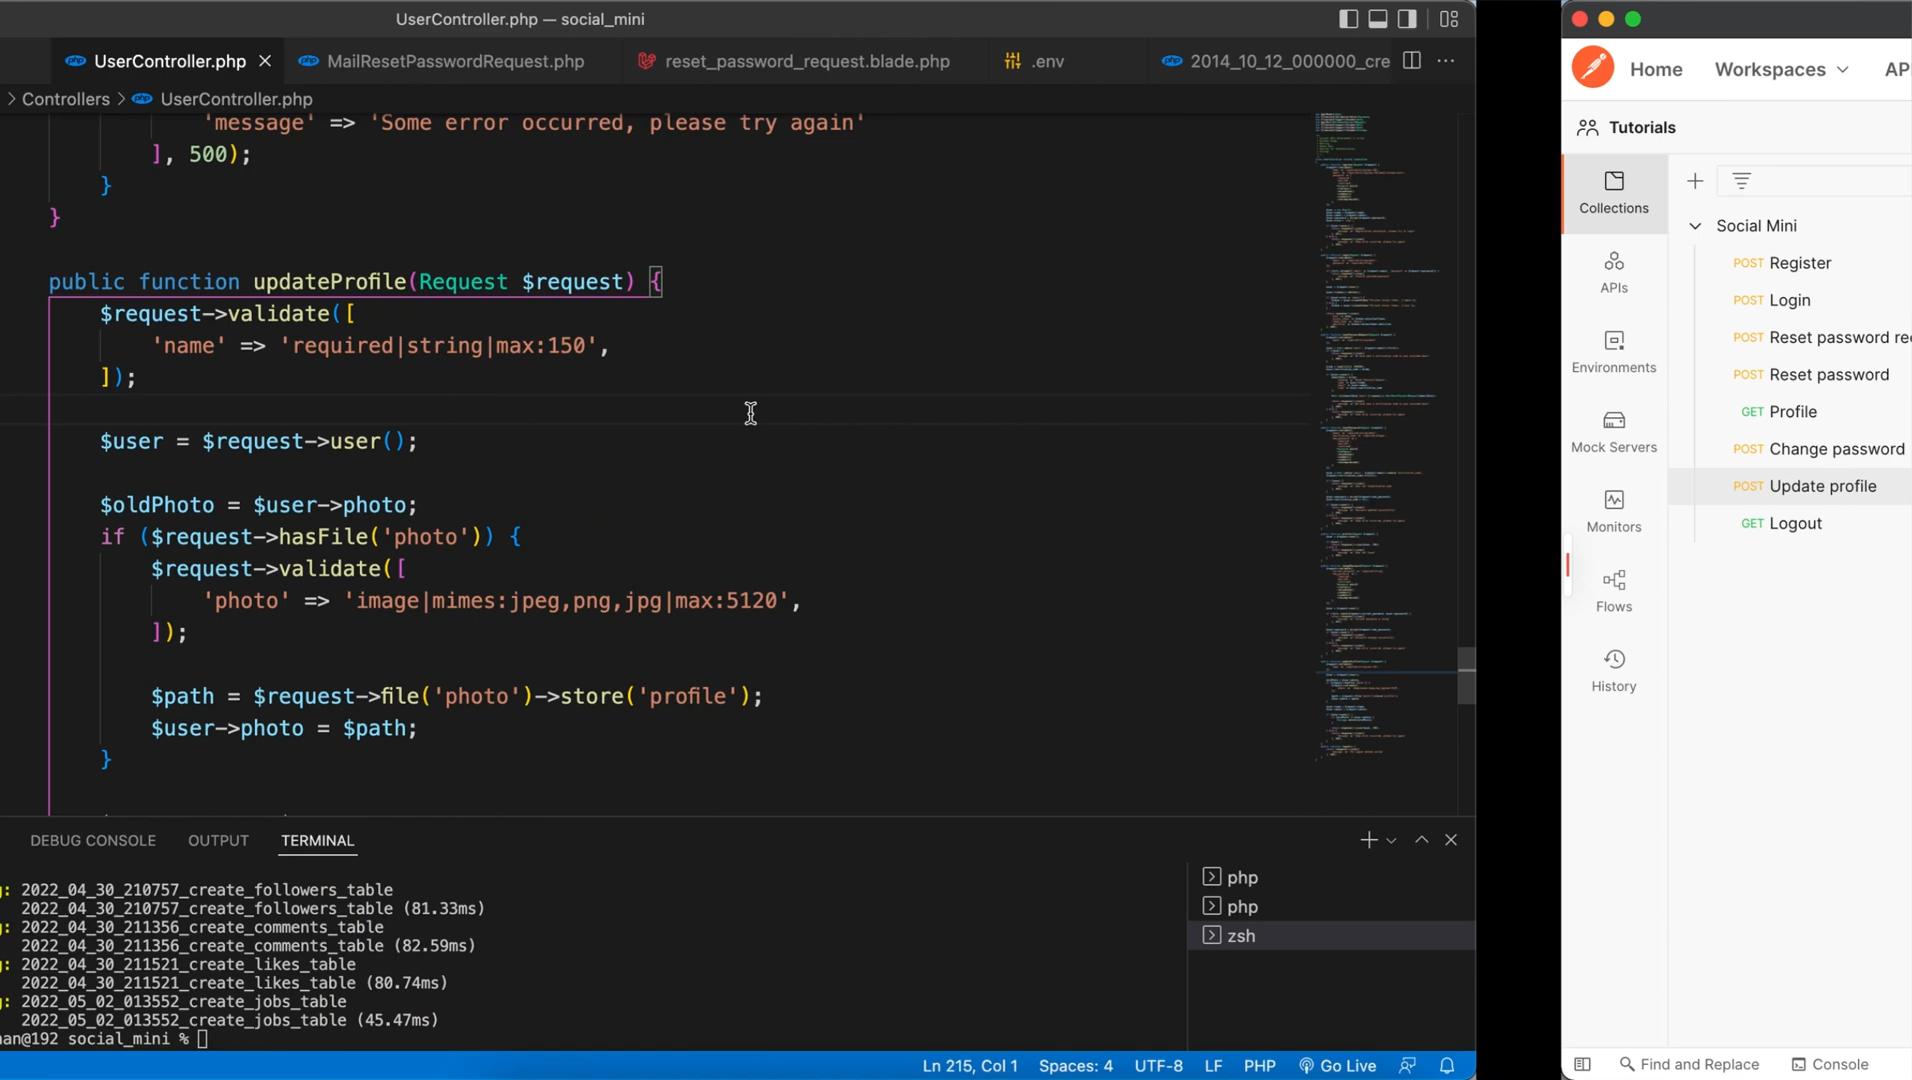 UserController.php — social_mini
UserController.php
MailResetPasswordRequest.php
reset_password_request.blade.php
.env
2014_10_12_000000_cre
Controllers > UserController.php
'message' => 'Some error occurred, please try again'
], 500);
}
}
public function updateProfile(Request $request) {
$request->validate([
'name' => 'required|string|max:150',
]);
$user = $request->user();
$oldPhoto = $user->photo;
if ($request->hasFile('photo')) {
$request->validate([
'photo' => 'image|mimes:jpeg,png,jpg|max:5120',
]);
$path = $request->file('photo')->store('profile');
$user->photo = $path;
}
DEBUG CONSOLE
OUTPUT
TERMINAL
g: 2022_04_30_210757_create_followers_table
2022_04_30_210757_create_followers_table (81.33ms)
g: 2022_04_30_211356_create_comments_table
2022_04_30_211356_create_comments_table (82.59ms)
g: 2022_04_30_211521_create_likes_table
2022_04_30_211521_create_likes_table (80.74ms)
g: 2022_05_02_013552_create_jobs_table
2022_05_02_013552_create_jobs_table (45.47ms)
an@192 social_mini %
php
php
zsh
Ln 215, Col 1
Spaces: 4
UTF-8
LF
PHP
Go Live
Home
Workspaces
AP
Tutorials
Collections
APIs
Environments
Mock Servers
Monitors
Flows
History
Social Mini
POST Register
POST Login
POST Reset password re
POST Reset password
GET Profile
POST Change password
POST Update profile
GET Logout
Find and Replace
Console